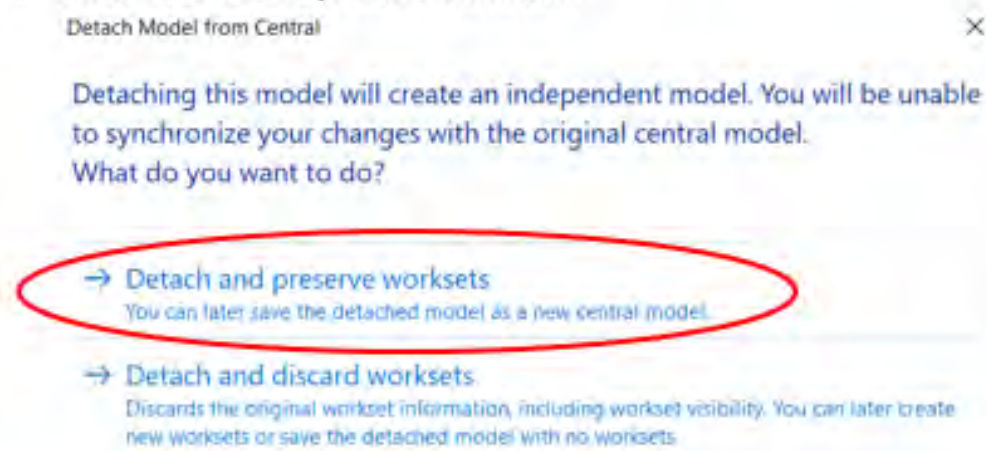 Detach Model from Central
Detaching this model will create an independent model. You will be unable
to synchronize your changes with the original central model.
What do you want to do?
→ Detach and preserve worksets
You can later save the detached model as a new central model.
→ Detach and discard worksets
Discards the original workset information, including workset visibility. You can later create
new worksets or save the detached model with no worksets